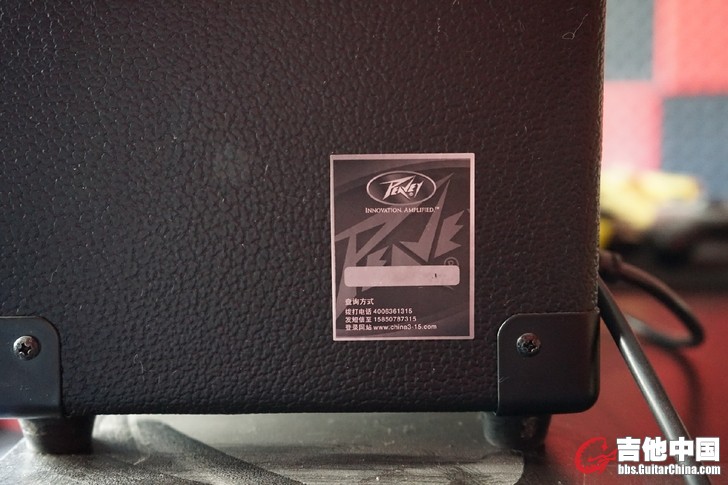 PEAVEY®
INNOVATION. AMPLIFIED.™
查询方式
拨打电话 4006361315
发短信至 15850787315
登录网站 www.china3-15.com
吉他中国
bbs.GuitarChina.com